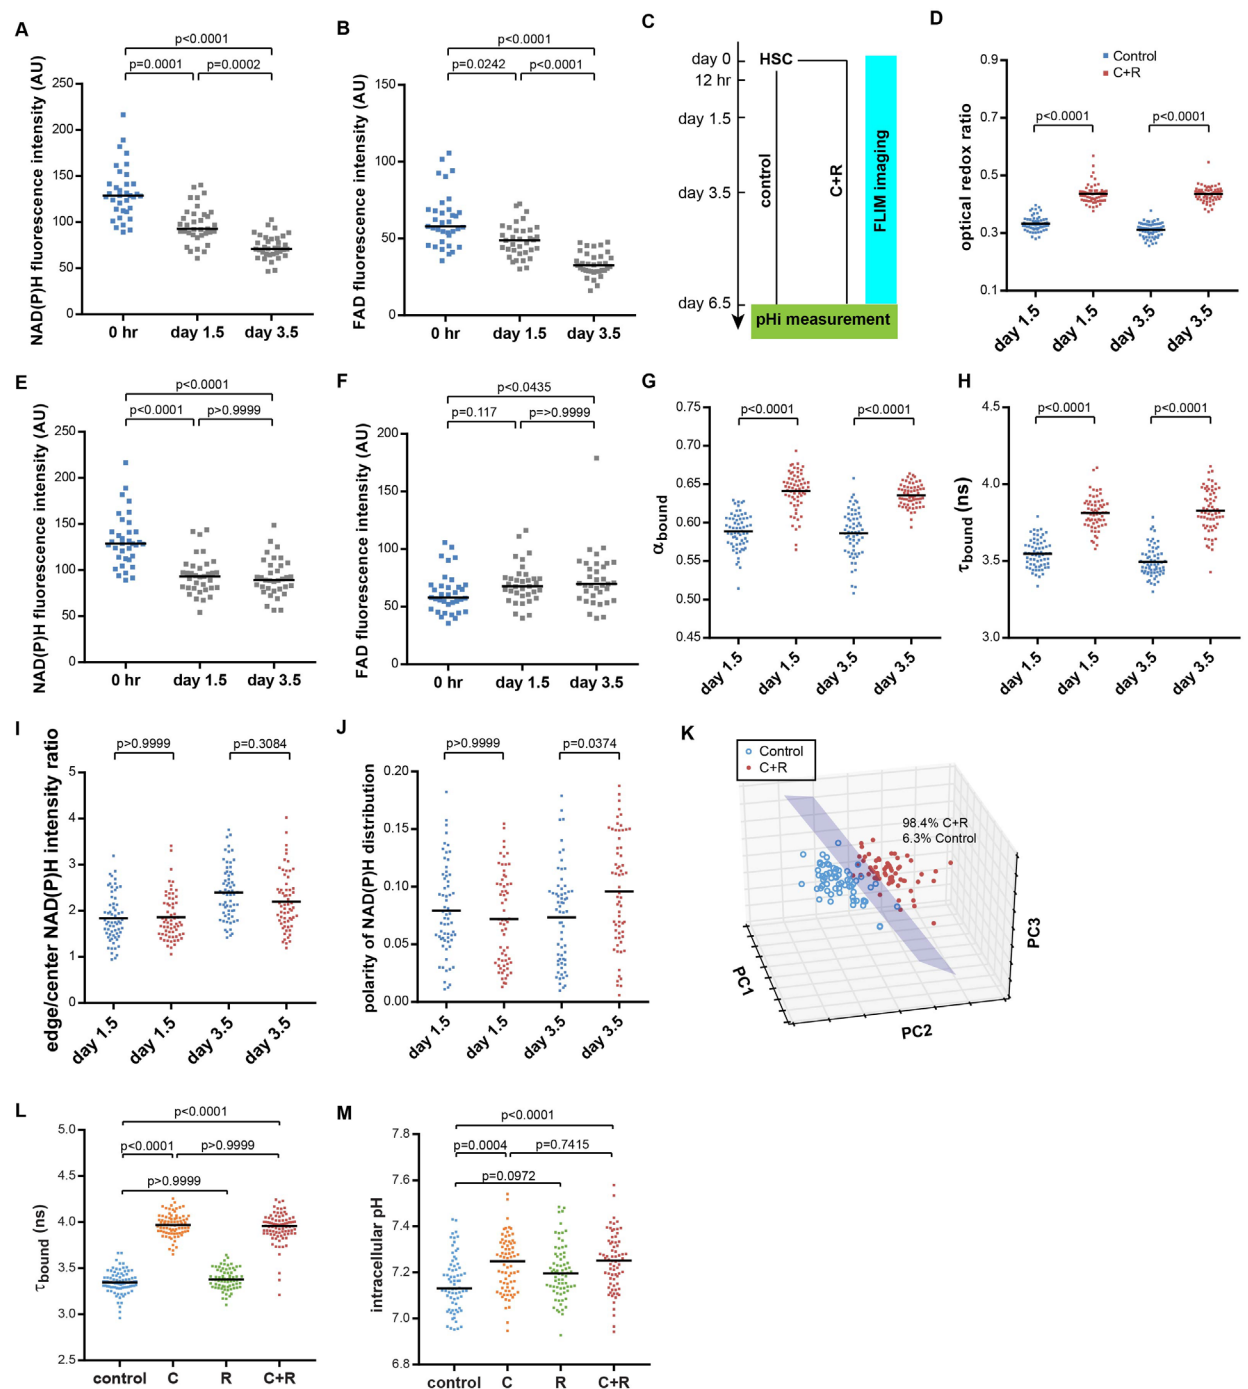 A
p<0.0001
p=0.0001
p=0.0002
NAD(P)H fluorescence intensity (AU)
250
200
150
100
50
0
0 hr
day 1.5
day 3.5
B
p<0.0001
p=0.0242
p<0.0001
FAD fluorescence intensity (AU)
150
100
50
0
0 hr
day 1.5
day 3.5
C
day 0
12 hr
day 1.5
day 3.5
day 6.5
HSC
control
C+R
FLIM imaging
pHi measurement
D
Control
C+R
p<0.0001
p<0.0001
optical redox ratio
0.9
0.7
0.5
0.3
0.1
day 1.5
day 1.5
day 3.5
day 3.5
E
p<0.0001
p<0.0001
p>0.9999
NAD(P)H fluorescence intensity (AU)
250
200
150
100
50
0
0 hr
day 1.5
day 3.5
F
p<0.0435
p=0.117
p=>0.9999
FAD fluorescence intensity (AU)
200
150
100
50
0
0 hr
day 1.5
day 3.5
G
p<0.0001
p<0.0001
αbound
0.75
0.70
0.65
0.60
0.55
0.50
0.45
day 1.5
day 1.5
day 3.5
day 3.5
H
p<0.0001
p<0.0001
τbound (ns)
4.5
4.0
3.5
3.0
day 1.5
day 1.5
day 3.5
day 3.5
I
p>0.9999
p=0.3084
edge/center NAD(P)H intensity ratio
5
4
3
2
1
0
day 1.5
day 1.5
day 3.5
day 3.5
J
p>0.9999
p=0.0374
polarity of NAD(P)H distribution
0.20
0.15
0.10
0.05
0.00
day 1.5
day 1.5
day 3.5
day 3.5
K
Control
C+R
98.4% C+R
6.3% Control
PC1
PC2
PC3
L
p<0.0001
p<0.0001
p>0.9999
p>0.9999
τbound (ns)
5.0
4.5
4.0
3.5
3.0
2.5
control
C
R
C+R
M
p<0.0001
p=0.0004
p=0.7415
p=0.0972
intracellular pH
7.8
7.6
7.4
7.2
7.0
6.8
control
C
R
C+R